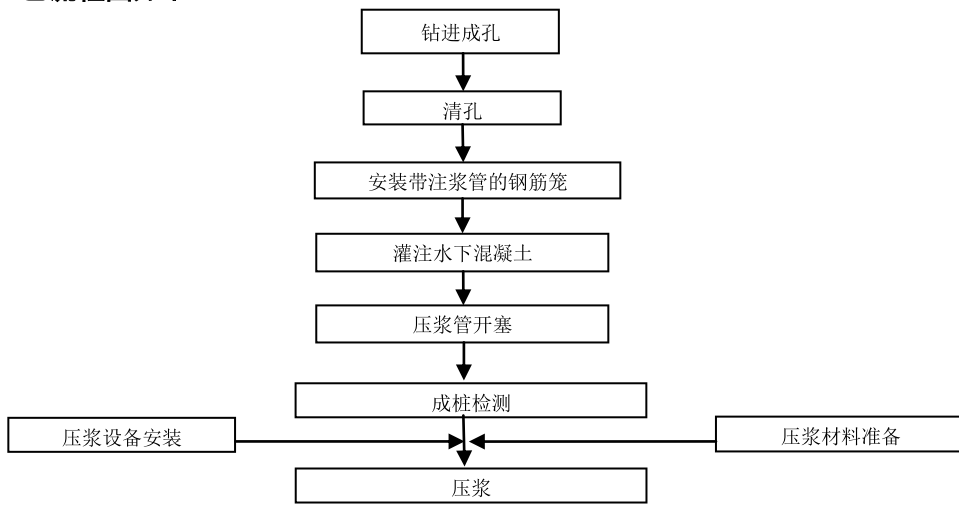 钻进成孔
清孔
安装带注浆管的钢筋笼
灌注水下混凝土
压浆管开塞
成桩检测
压浆设备安装
压浆材料准备
压浆